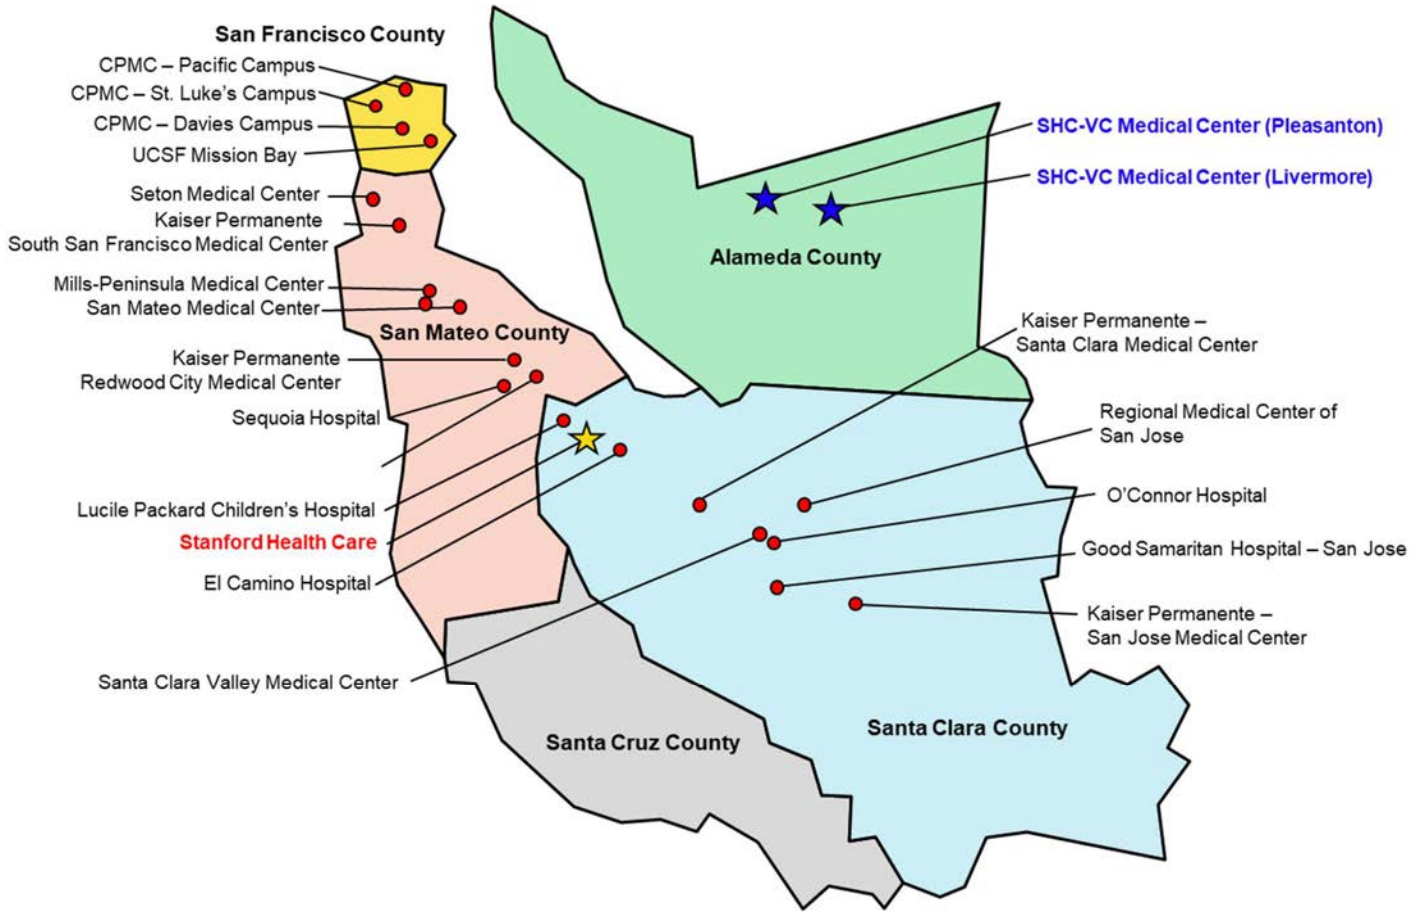 San Francisco County
CPMC – Pacific Campus
CPMC – St. Luke's Campus
CPMC – Davies Campus
UCSF Mission Bay
Seton Medical Center
Kaiser Permanente
South San Francisco Medical Center
Mills-Peninsula Medical Center
San Mateo Medical Center
San Mateo County
Kaiser Permanente
Redwood City Medical Center
Sequoia Hospital
Lucile Packard Children's Hospital
Stanford Health Care
El Camino Hospital
Santa Clara Valley Medical Center
SHC-VC Medical Center (Pleasanton)
SHC-VC Medical Center (Livermore)
Alameda County
Kaiser Permanente –
Santa Clara Medical Center
Regional Medical Center of
San Jose
O'Connor Hospital
Good Samaritan Hospital – San Jose
Kaiser Permanente –
San Jose Medical Center
Santa Clara County
Santa Cruz County